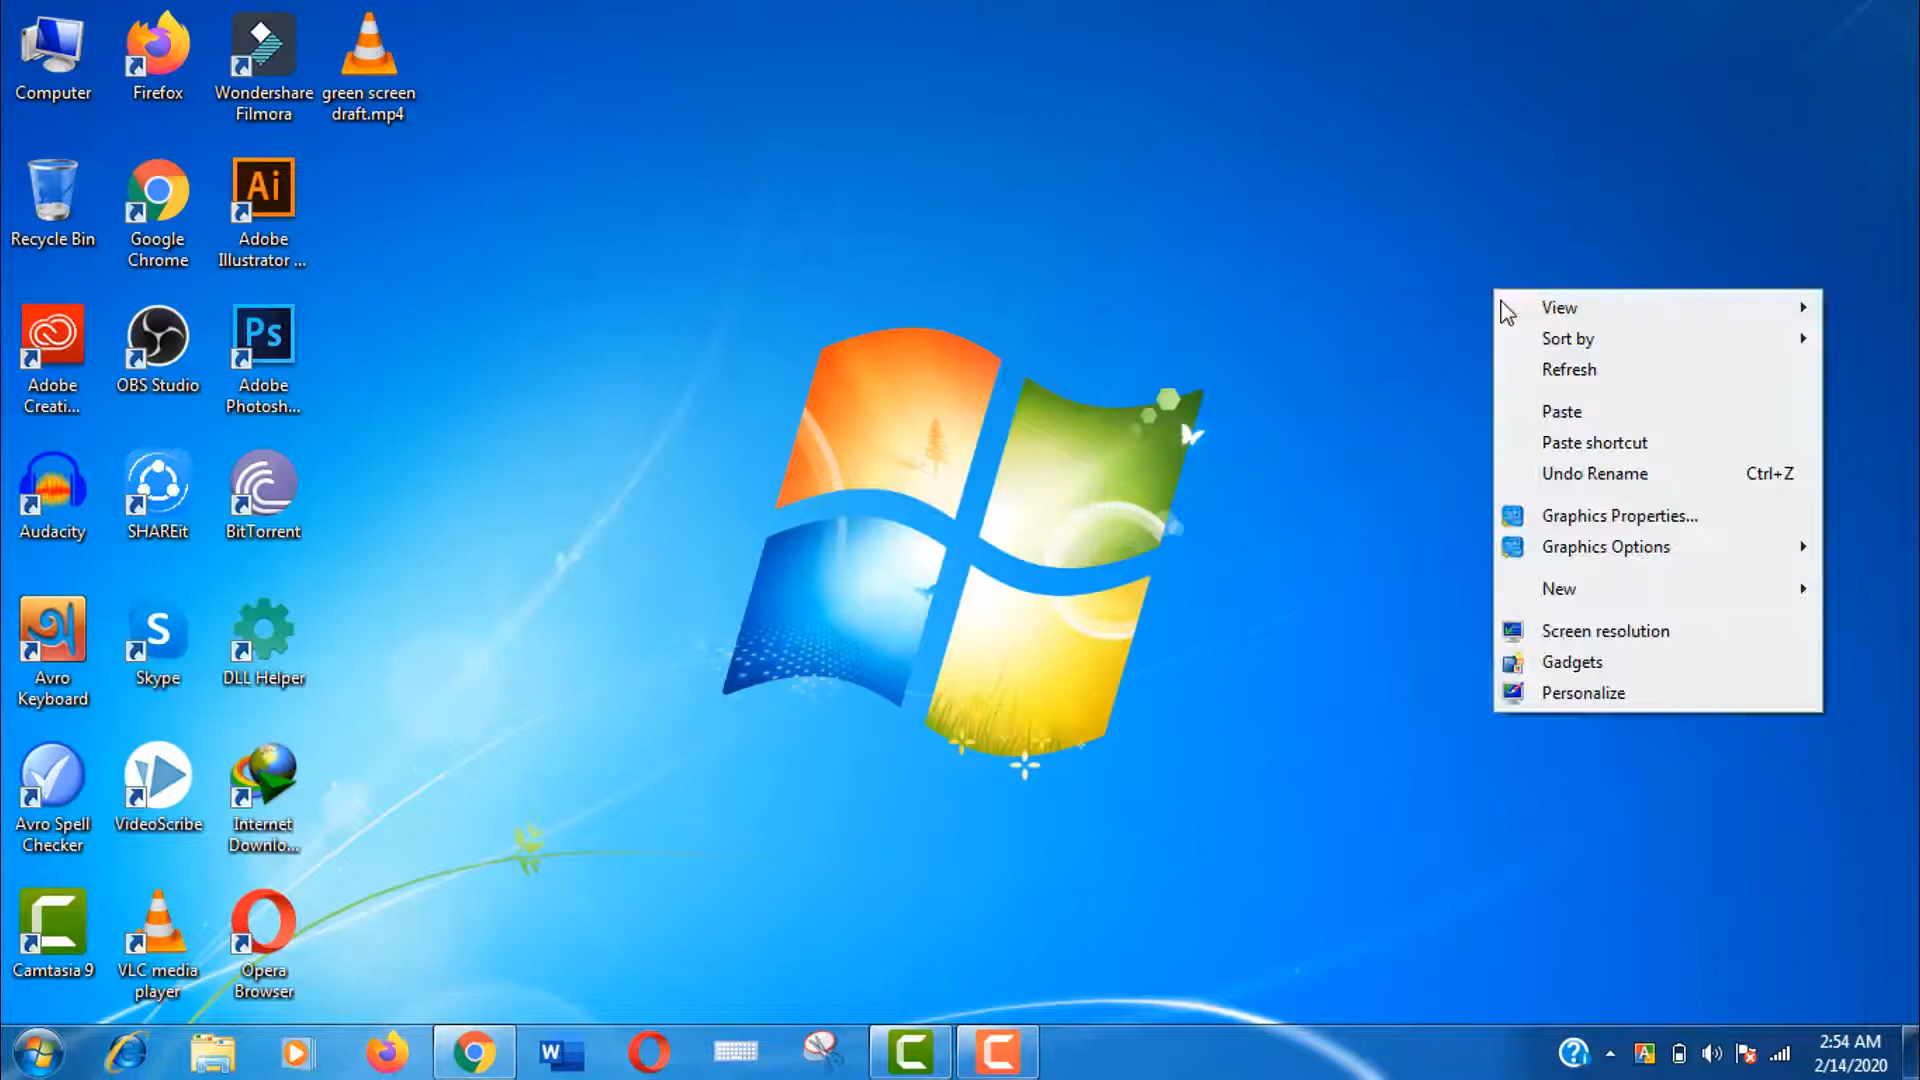 Computer
Firefox
Wondershare
Filmora
green screen
draft.mp4
Recycle Bin
Google
Chrome
Ai
Adobe
Illustrator ...
Adobe
Creati...
OBS Studio
Ps
Adobe
Photosh...
Audacity
SHAREit
BitTorrent
Avro
Keyboard
S
Skype
DLL Helper
Avro Spell
Checker
VideoScribe
Internet
Downlo...
Camtasia 9
VLC media
player
Opera
Browser
View
Sort by
Refresh
Paste
Paste shortcut
Undo Rename Ctrl+Z
Graphics Properties...
Graphics Options
New
Screen resolution
Gadgets
Personalize
W
A
2:54 AM
2/14/2020